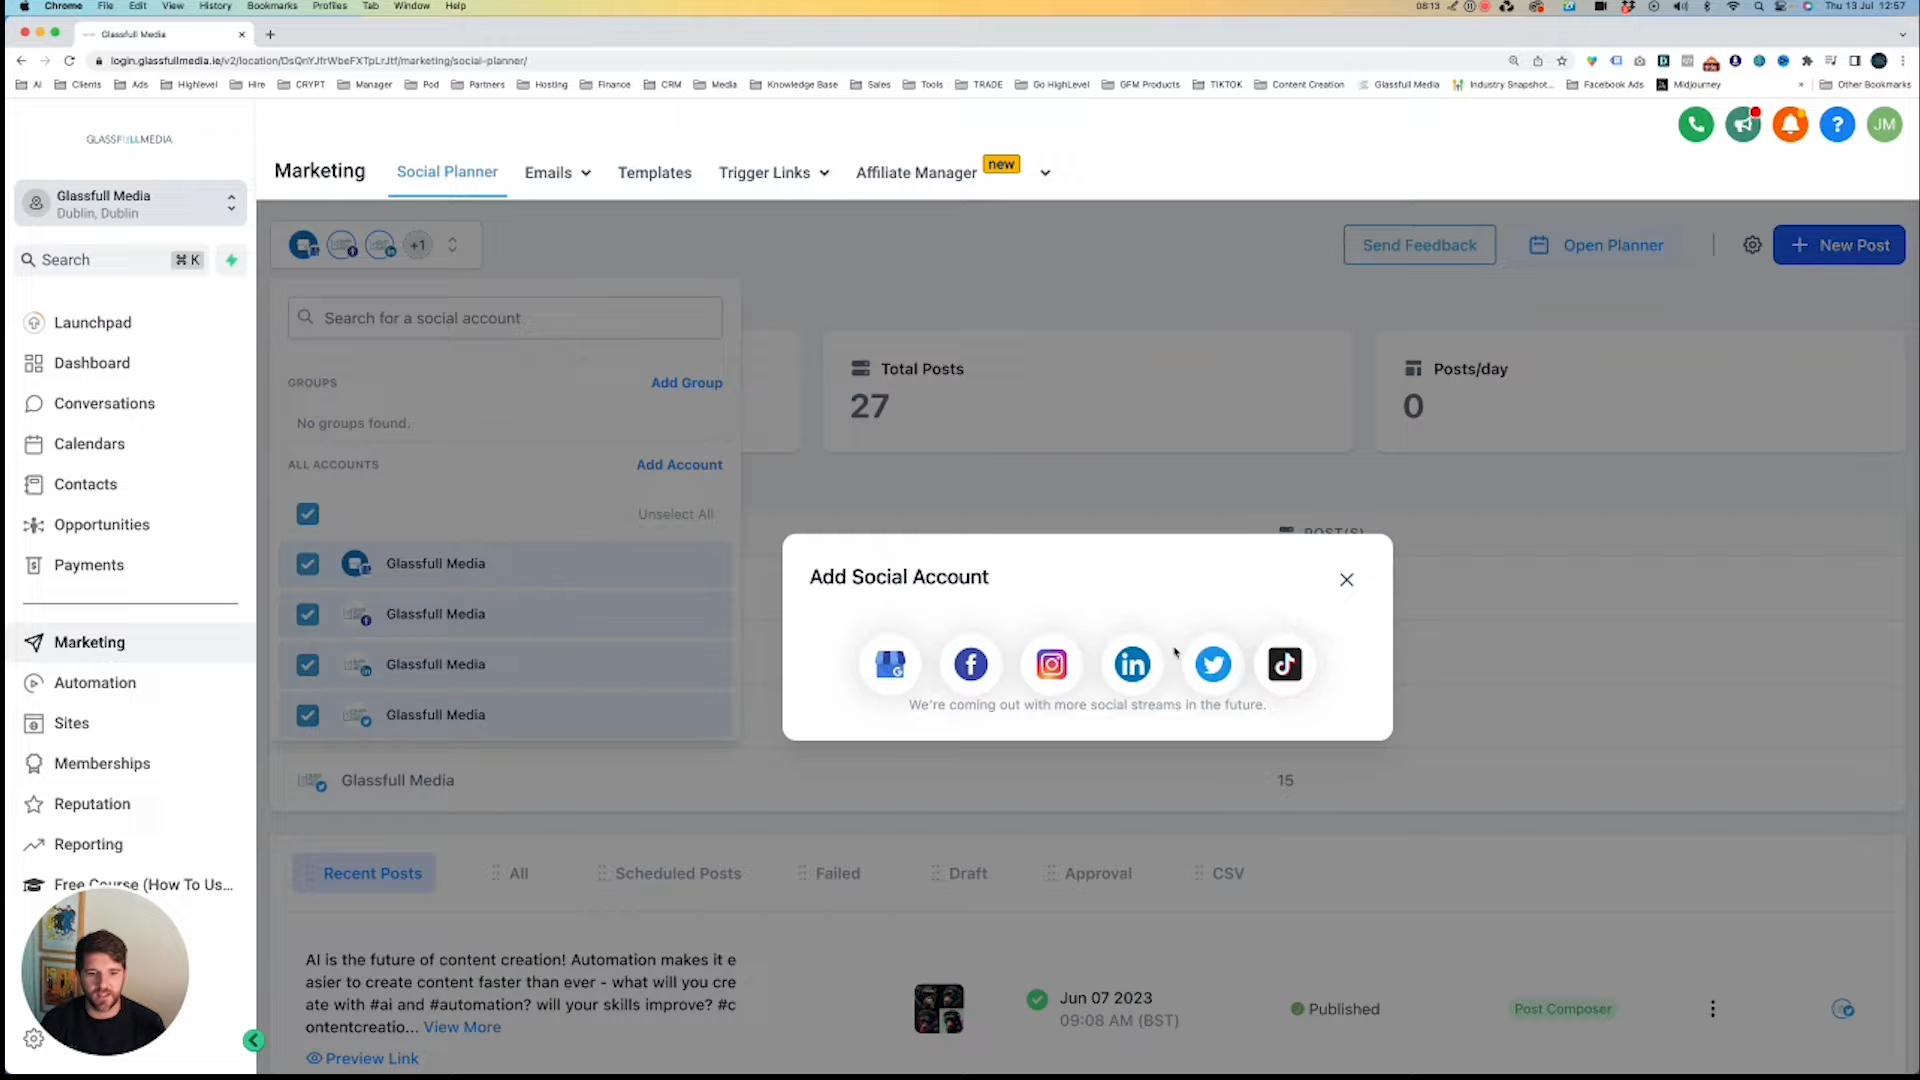 Chrome File Edit View History Bookmarks Profiles Tab Window Help
08:13 Thu 13 Jul 12:57
Glassfull Media
login.glassfullmedia.ie/v2/location/DsQnYJfrWbeFXTpLrJtf/marketing/social-planner/
AI Clients Ads Highlevel Hire CRYPT Manager Pod Partners Hosting Finance CRM Media Knowledge Base Sales Tools TRADE Go HighLevel GFM Products TIKTOK Content Creation Glassfull Media Industry Snapshot... Facebook Ads Midjourney » Other Bookmarks
GLASSFULLMEDIA
JM
Marketing Social Planner Emails Templates Trigger Links Affiliate Manager new
Glassfull Media
Dublin, Dublin
Search ⌘ K
Launchpad
Dashboard
Conversations
Calendars
Contacts
Opportunities
Payments
Marketing
Automation
Sites
Memberships
Reputation
Reporting
Free Course (How To Us...
+1
Send Feedback Open Planner + New Post
Search for a social account
GROUPS Add Group
No groups found.
ALL ACCOUNTS Add Account
Unselect All
Glassfull Media
Glassfull Media
Glassfull Media
Glassfull Media
Total Posts
27
Posts/day
0
POST(S)
Add Social Account
We're coming out with more social streams in the future.
Glassfull Media 15
Recent Posts All Scheduled Posts Failed Draft Approval CSV
AI is the future of content creation! Automation makes it e
asier to create content faster than ever - what will you cre
ate with #ai and #automation? will your skills improve? #c
ontentcreatio... View More
Preview Link
Jun 07 2023
09:08 AM (BST)
Published
Post Composer